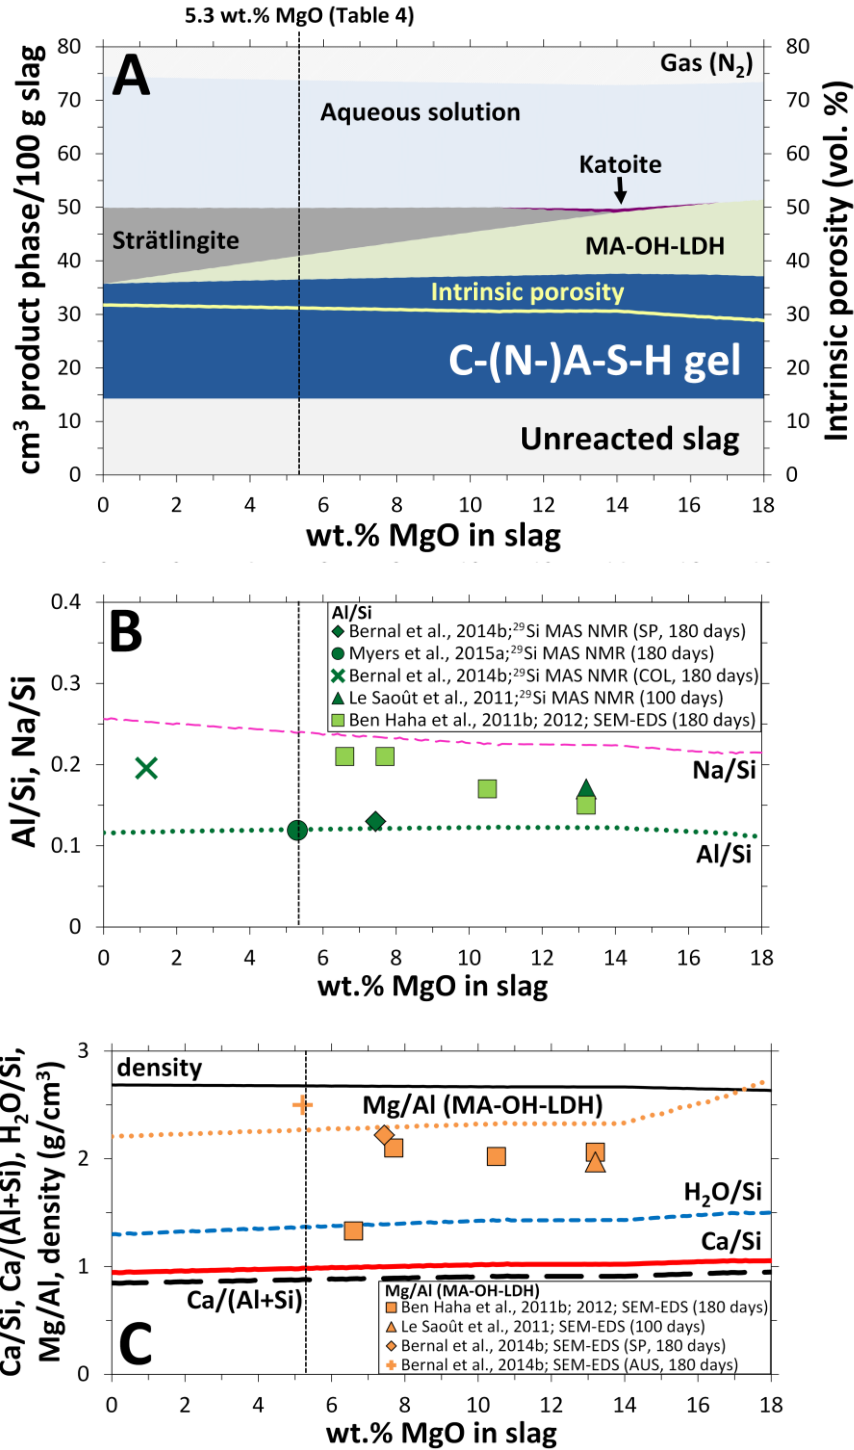 5.3 wt.% MgO (Table 4)
A
Gas (N₂)
Aqueous solution
Katoite
Strätlingite
MA-OH-LDH
Intrinsic porosity
C-(N-)A-S-H gel
Unreacted slag
cm³ product phase/100 g slag
80
70
60
50
40
30
20
10
0
Intrinsic porosity (vol. %)
80
70
60
50
40
30
20
10
0
0 2 4 6 8 10 12 14 16 18
wt.% MgO in slag
B
Al/Si
Bernal et al., 2014b;²⁹Si MAS NMR (SP, 180 days)
Myers et al., 2015a;²⁹Si MAS NMR (180 days)
Bernal et al., 2014b;²⁹Si MAS NMR (COL, 180 days)
Le Saoût et al., 2011;²⁹Si MAS NMR (100 days)
Ben Haha et al., 2011b; 2012; SEM-EDS (180 days)
Na/Si
Al/Si
Al/Si, Na/Si
0.4
0.3
0.2
0.1
0
0 2 4 6 8 10 12 14 16 18
wt.% MgO in slag
Ca/Si, Ca/(Al+Si), H₂O/Si,
Mg/Al, density (g/cm³)
3
2
1
0
density
Mg/Al (MA-OH-LDH)
H₂O/Si
Ca/Si
Ca/(Al+Si)
C
Mg/Al (MA-OH-LDH)
Ben Haha et al., 2011b; 2012; SEM-EDS (180 days)
Le Saoût et al., 2011; SEM-EDS (100 days)
Bernal et al., 2014b; SEM-EDS (SP, 180 days)
Bernal et al., 2014b; SEM-EDS (AUS, 180 days)
0 2 4 6 8 10 12 14 16 18
wt.% MgO in slag